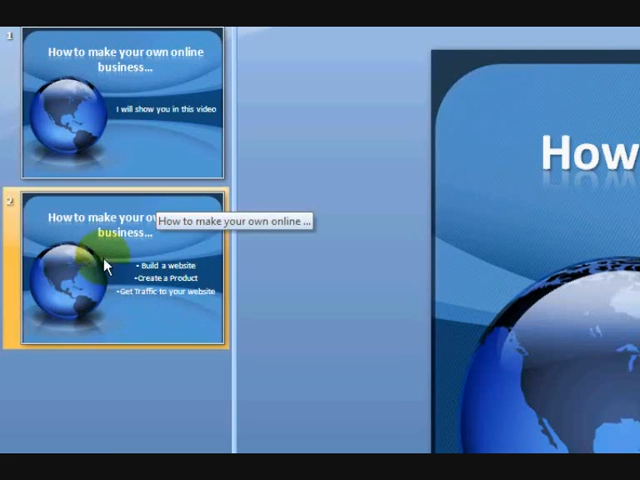 1
How to make your own online
business...
I will show you in this video
2
How to make your ow
How to make your own online ...
business...
• Build a website
•Create a Product
•Get Traffic to your website
How